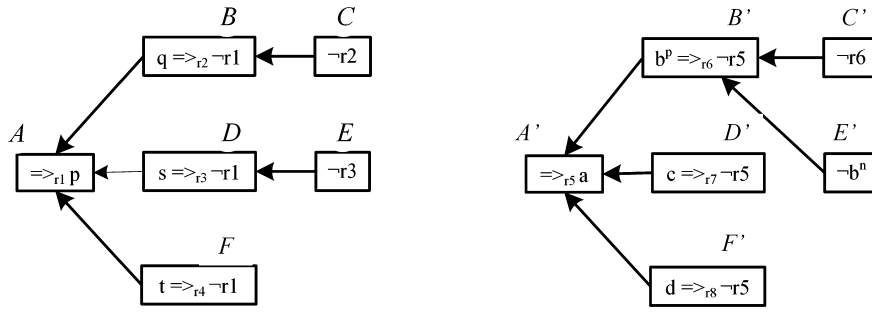 B C B’ C’
q =>r2 ¬r1 ¬r2 bᵖ =>r6 ¬r5 ¬r6
A D E A’ D’ E’
=>r1 p s =>r3 ¬r1 ¬r3 =>r5 a c =>r7 ¬r5 ¬bⁿ
F F’
t =>r4 ¬r1 d =>r8 ¬r5